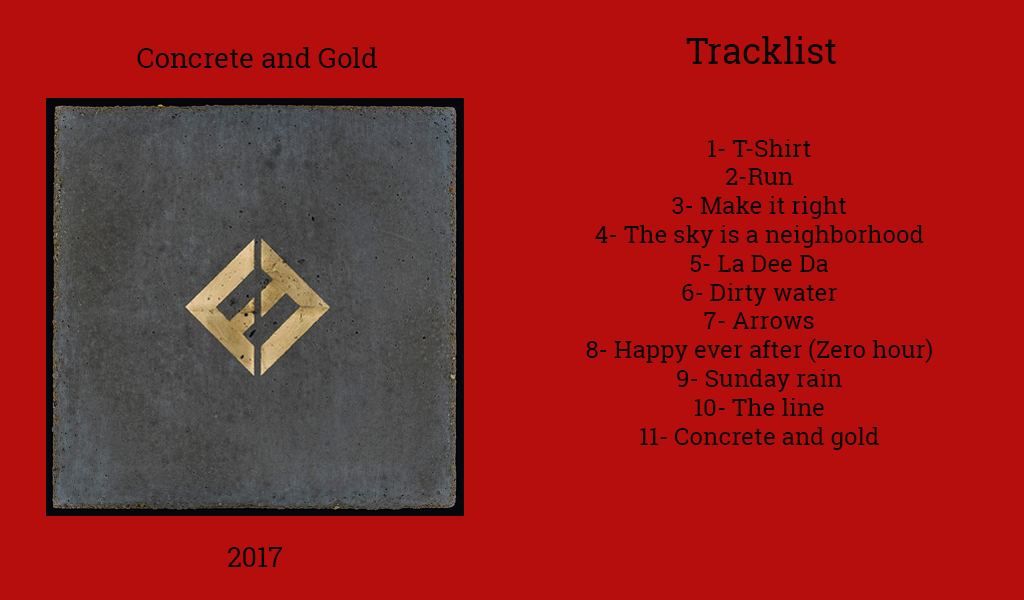 Concrete and Gold
2017
Tracklist
1- T-Shirt
2-Run
3- Make it right
4- The sky is a neighborhood
5- La Dee Da
6- Dirty water
7- Arrows
8- Happy ever after (Zero hour)
9- Sunday rain
10- The line
11- Concrete and gold